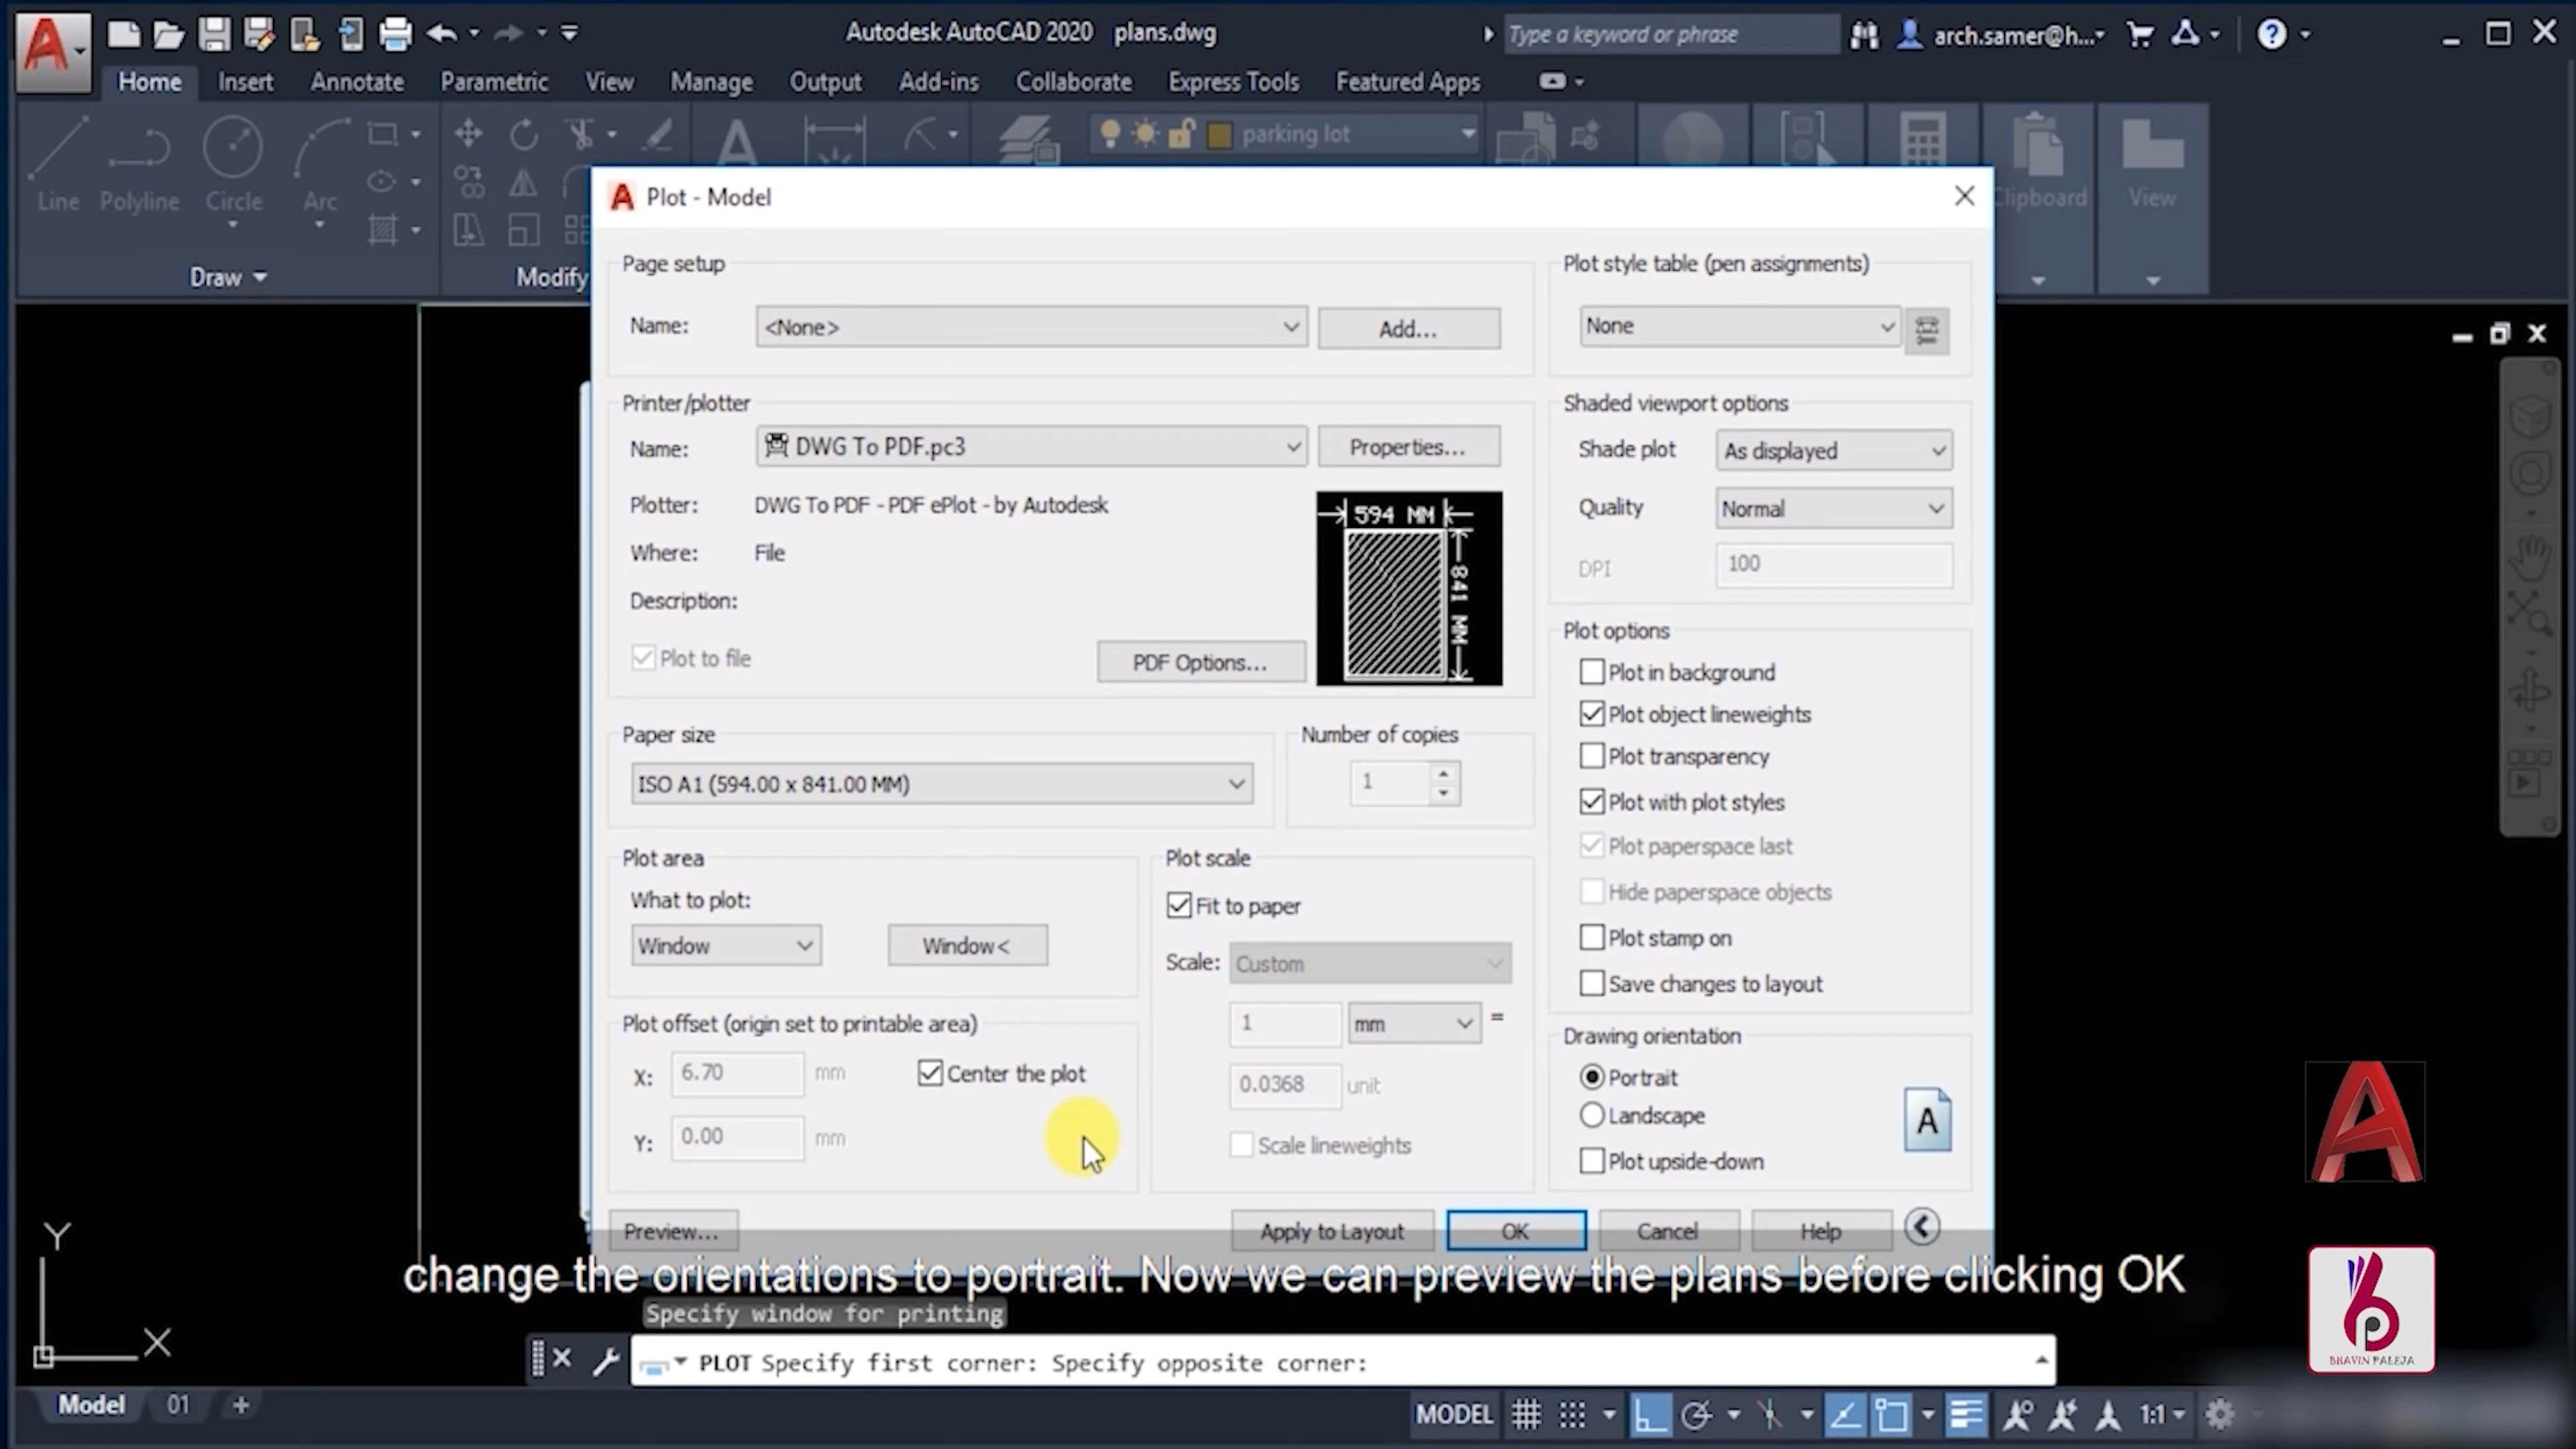 Autodesk AutoCAD 2020 plans.dwg
Type a keyword or phrase
arch.samer@h...
Home Insert Annotate Parametric View Manage Output Add-ins Collaborate Express Tools Featured Apps
parking lot
Line Polyline Circle Arc
Clipboard View
Draw Modify
Plot - Model
Page setup
Name: <None> Add...
Plot style table (pen assignments)
None
Printer/plotter
Name: DWG To PDF.pc3 Properties...
Plotter: DWG To PDF - PDF ePlot - by Autodesk
Where: File
Description:
Plot to file
PDF Options...
594 MM
841 MM
Shaded viewport options
Shade plot As displayed
Quality Normal
DPI 100
Paper size
ISO A1 (594.00 x 841.00 MM)
Number of copies
1
Plot options
Plot in background
Plot object lineweights
Plot transparency
Plot with plot styles
Plot paperspace last
Hide paperspace objects
Plot stamp on
Save changes to layout
Plot area
What to plot:
Window Window<
Plot scale
Fit to paper
Scale: Custom
1 mm =
0.0368 unit
Scale lineweights
Plot offset (origin set to printable area)
X: 6.70 mm Center the plot
Y: 0.00 mm
Drawing orientation
Portrait
Landscape
Plot upside-down
A
Preview... Apply to Layout OK Cancel Help
change the orientations to portrait. Now we can preview the plans before clicking OK
Specify window for printing
PLOT Specify first corner: Specify opposite corner:
Y
X
BHAVIN PALEJA
Model 01 +
MODEL 1:1